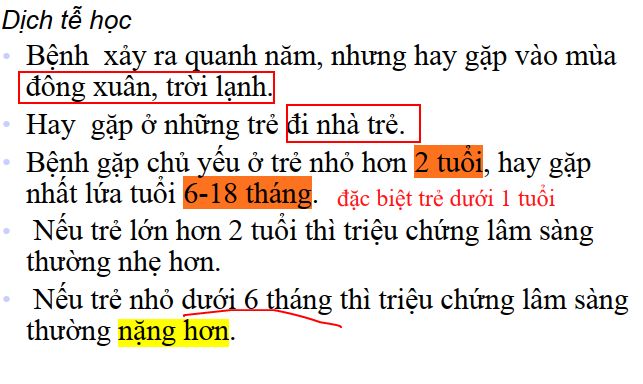 Dịch tễ học
Bệnh xảy ra quanh năm, nhưng hay gặp vào mùa
đông xuân, trời lạnh.
Hay gặp ở những trẻ đi nhà trẻ.
Bệnh gặp chủ yếu ở trẻ nhỏ hơn 2 tuổi, hay gặp
nhất lứa tuổi 6-18 tháng. đặc biệt trẻ dưới 1 tuổi
Nếu trẻ lớn hơn 2 tuổi thì triệu chứng lâm sàng
thường nhẹ hơn.
Nếu trẻ nhỏ dưới 6 tháng thì triệu chứng lâm sàng
thường nặng hơn.